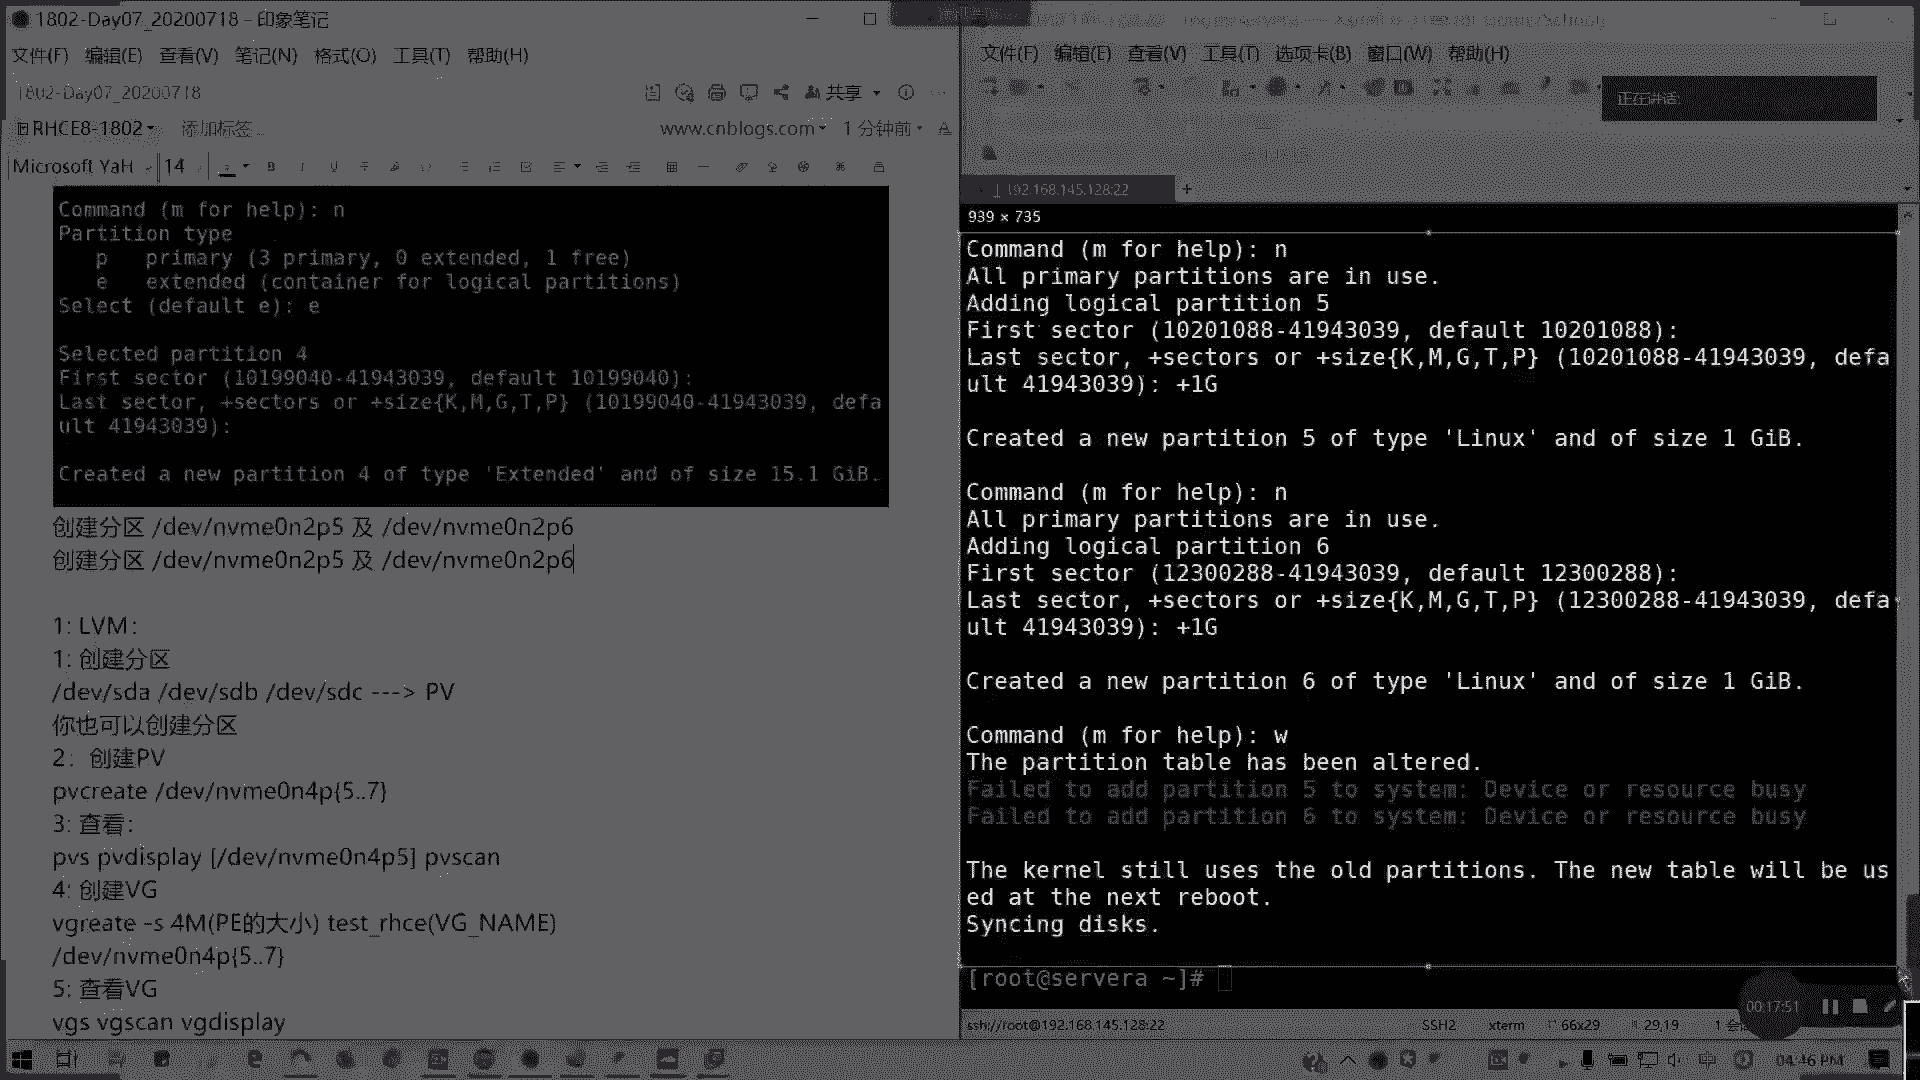 1802-Day07_20200718 - 印象笔记
文件(F) 编辑(E) 查看(V) 笔记(N) 格式(O) 工具(T) 帮助(H)
1802-Day07_20200718
共享
RHCE8-1802 添加标签...
www.cnblogs.com 1 分钟前
Microsoft YaH 14
Command (m for help): n
Partition type
p primary (3 primary, 0 extended, 1 free)
e extended (container for logical partitions)
Select (default e): e
Selected partition 4
First sector (10199040-41943039, default 10199040):
Last sector, +sectors or +size{K,M,G,T,P} (10199040-41943039, defa
ult 41943039):
Created a new partition 4 of type 'Extended' and of size 15.1 GiB.
创建分区 /dev/nvme0n2p5 及 /dev/nvme0n2p6
创建分区 /dev/nvme0n2p5 及 /dev/nvme0n2p6
1: LVM：
1: 创建分区
/dev/sda /dev/sdb /dev/sdc ---> PV
你也可以创建分区
2：创建PV
pvcreate /dev/nvme0n4p{5..7}
3: 查看：
pvs pvdisplay [/dev/nvme0n4p5] pvscan
4: 创建VG
vgreate -s 4M(PE的大小) test_rhce(VG_NAME)
/dev/nvme0n4p{5..7}
5: 查看VG
vgs vgscan vgdisplay
文件(F) 编辑(E) 查看(V) 工具(T) 选项卡(B) 窗口(W) 帮助(H)
正在讲话:
192.168.145.128:22
939 × 735
Command (m for help): n
All primary partitions are in use.
Adding logical partition 5
First sector (10201088-41943039, default 10201088):
Last sector, +sectors or +size{K,M,G,T,P} (10201088-41943039, defa
ult 41943039): +1G
Created a new partition 5 of type 'Linux' and of size 1 GiB.
Command (m for help): n
All primary partitions are in use.
Adding logical partition 6
First sector (12300288-41943039, default 12300288):
Last sector, +sectors or +size{K,M,G,T,P} (12300288-41943039, defa
ult 41943039): +1G
Created a new partition 6 of type 'Linux' and of size 1 GiB.
Command (m for help): w
The partition table has been altered.
Failed to add partition 5 to system: Device or resource busy
Failed to add partition 6 to system: Device or resource busy
The kernel still uses the old partitions. The new table will be us
ed at the next reboot.
Syncing disks.
[root@servera ~]#
00:17:51
ssh://root@192.168.145.128:22 SSH2 xterm 66x29 29,19
04:46 PM